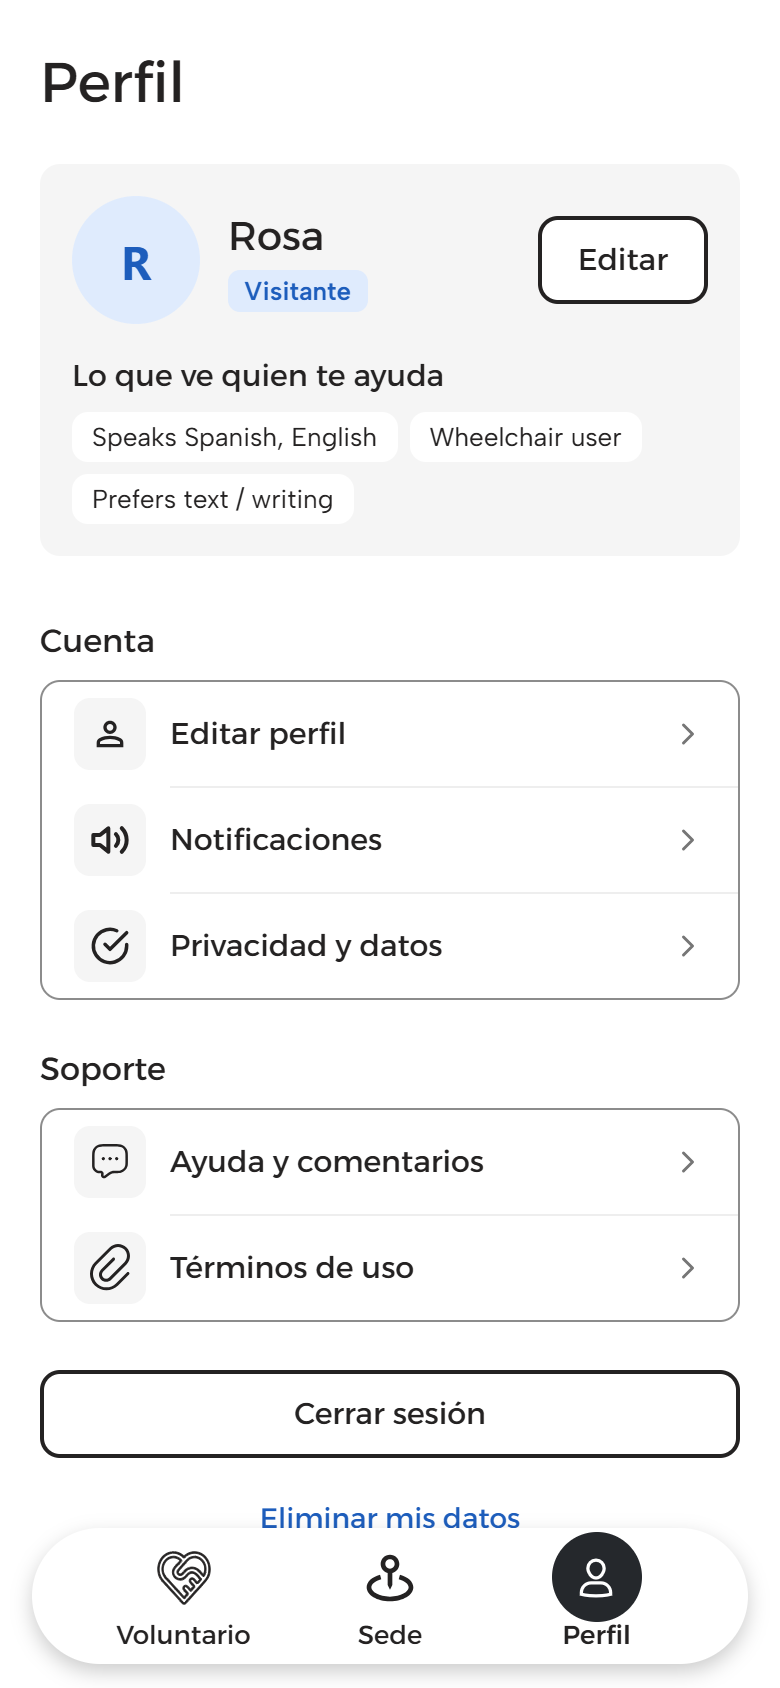 Perfil
R
Rosa
Editar
Visitante
Lo que ve quien te ayuda
Speaks Spanish, English
Wheelchair user
Prefers text / writing
Cuenta
Editar perfil
Notificaciones
Privacidad y datos
Soporte
Ayuda y comentarios
Términos de uso
Cerrar sesión
Eliminar mis datos
Voluntario
Sede
Perfil